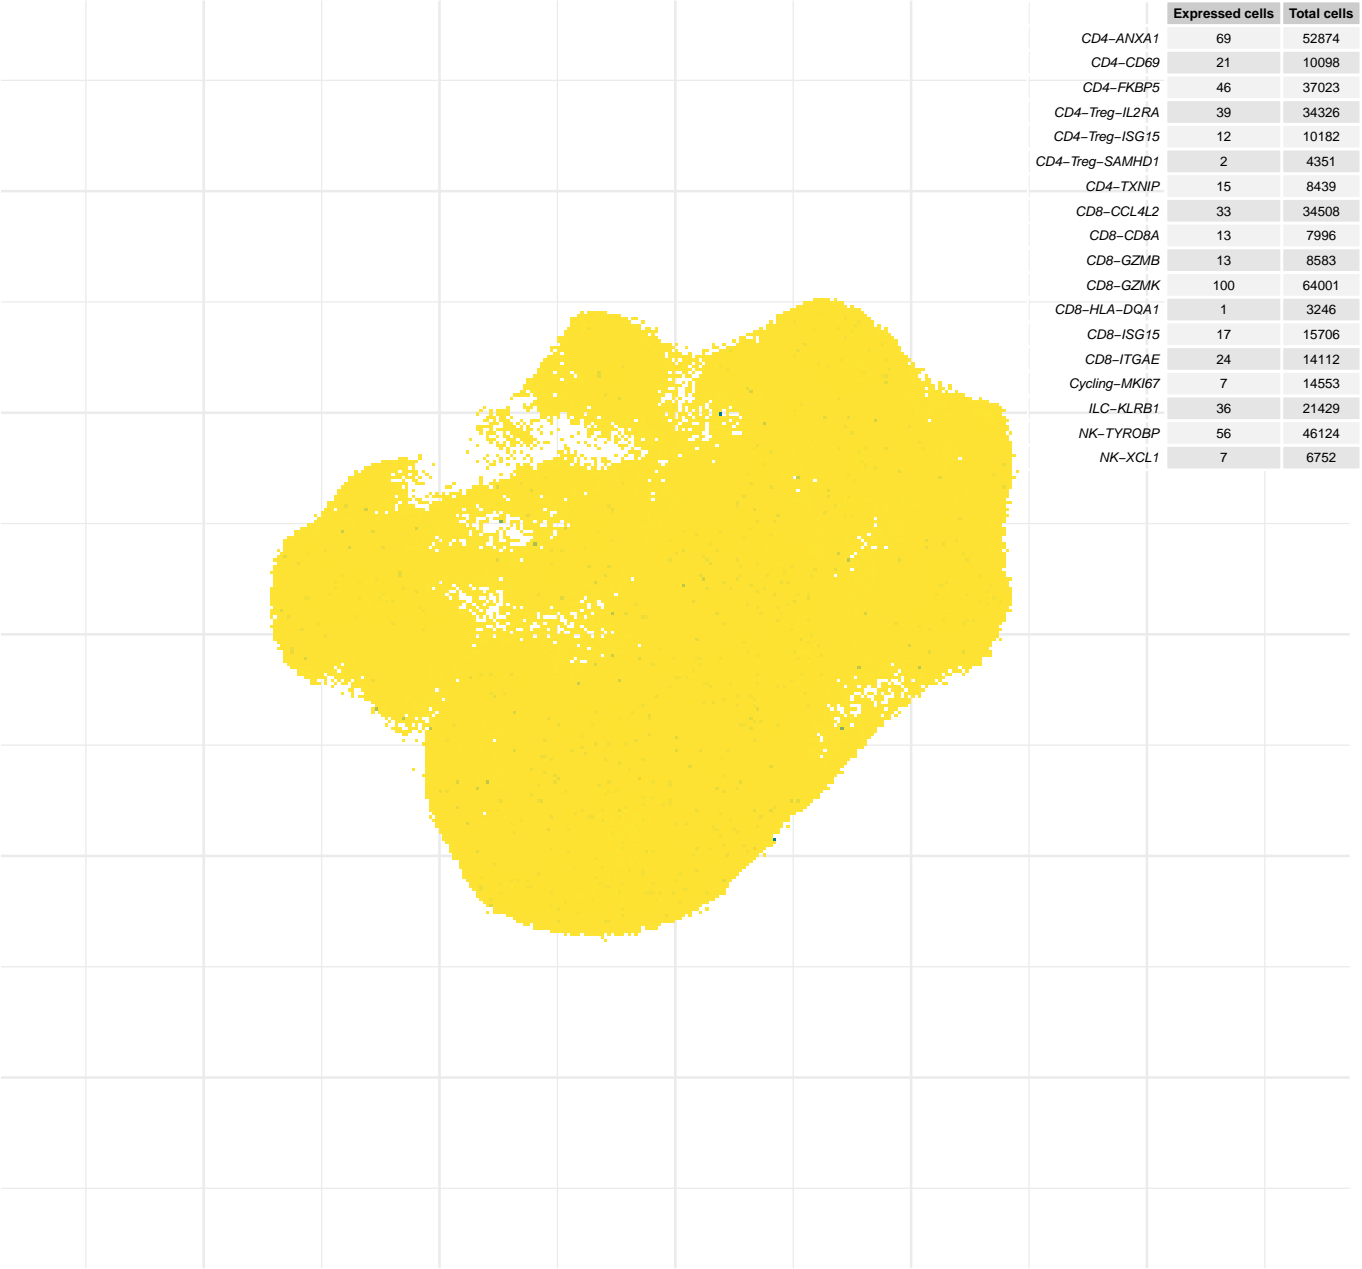 Expressed cells Total cells
CD4−ANXA1 69 52874
CD4−CD69 21 10098
CD4−FKBP5 46 37023
CD4−Treg−IL2RA 39 34326
CD4−Treg−ISG15 12 10182
CD4−Treg−SAMHD1 2 4351
CD4−TXNIP 15 8439
CD8−CCL4L2 33 34508
CD8−CD8A 13 7996
CD8−GZMB 13 8583
CD8−GZMK 100 64001
CD8−HLA−DQA1 1 3246
CD8−ISG15 17 15706
CD8−ITGAE 24 14112
Cycling−MKI67 7 14553
ILC−KLRB1 36 21429
NK−TYROBP 56 46124
NK−XCL1 7 6752